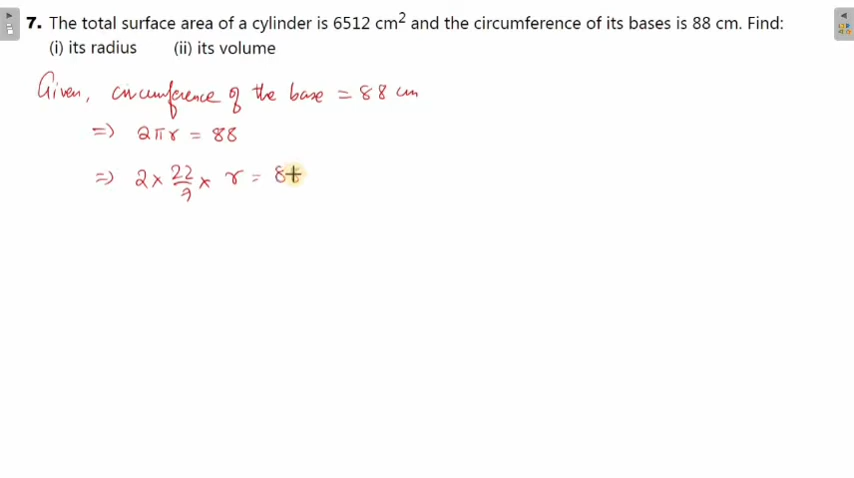 7. The total surface area of a cylinder is 6512 cm² and the circumference of its bases is 88 cm. Find:
(i) its radius (ii) its volume
Given, circumference of the base = 88 cm
=> 2πr = 88
=> 2 × 22/7 × r = 8